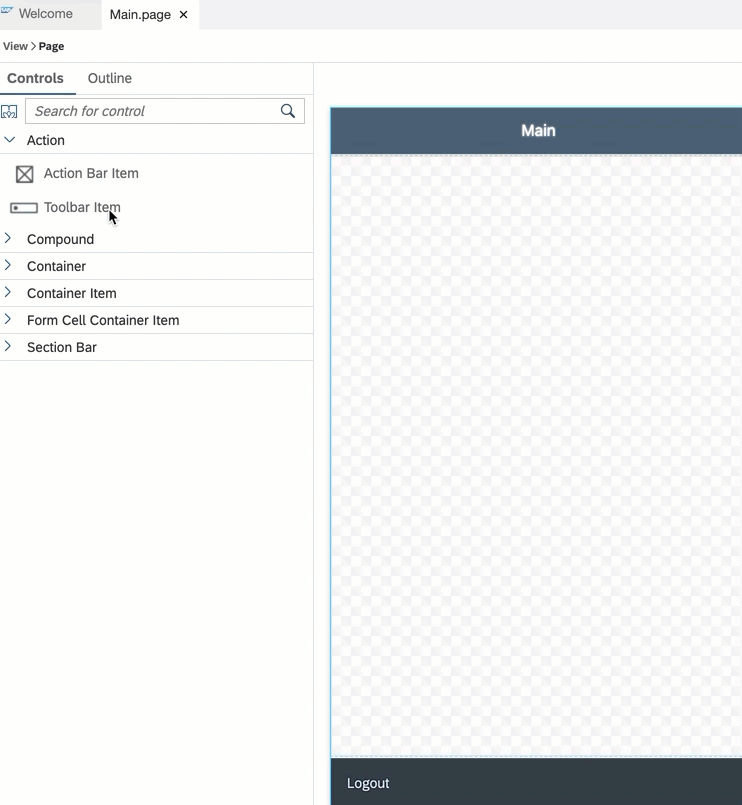 SAP Welcome
Main.page ×
View > Page
Controls Outline
Search for control
Action
Action Bar Item
Toolbar Item
Compound
Container
Container Item
Form Cell Container Item
Section Bar
Main
Logout